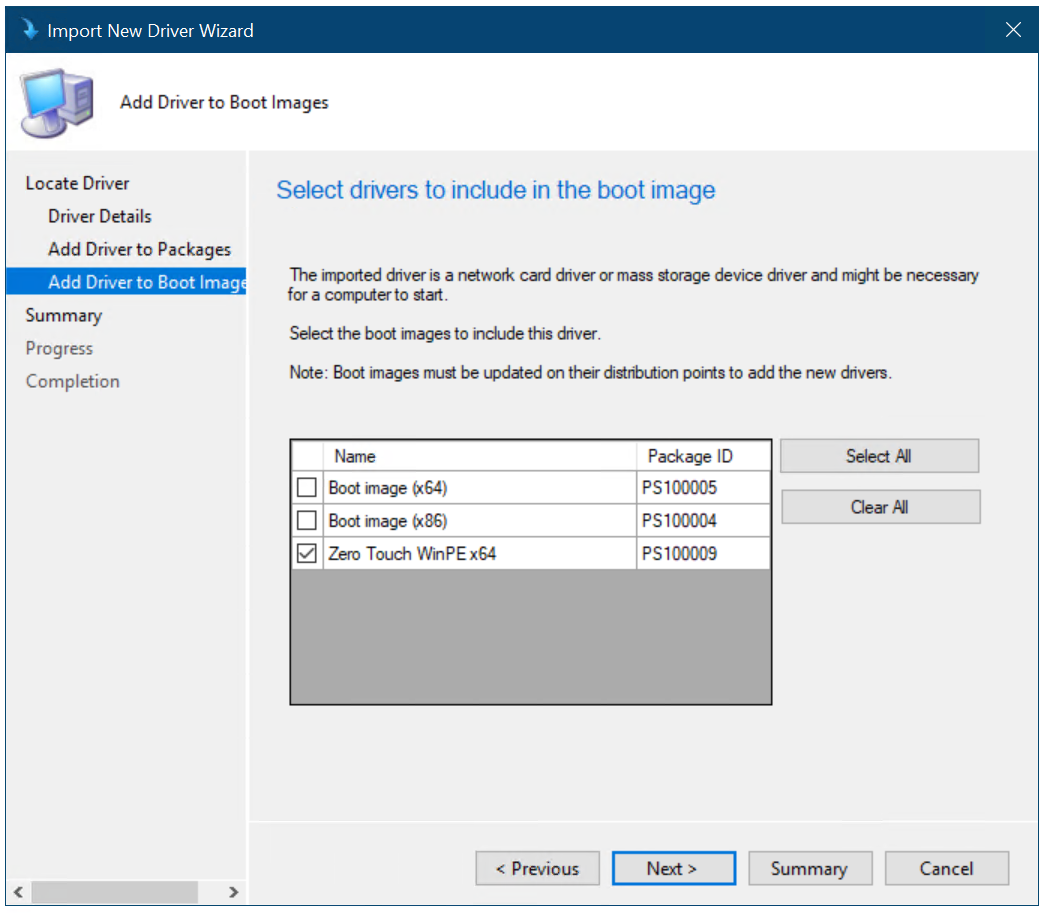 Import New Driver Wizard
Add Driver to Boot Images
Locate Driver
Driver Details
Add Driver to Packages
Add Driver to Boot Image
Summary
Progress
Completion
Select drivers to include in the boot image
The imported driver is a network card driver or mass storage device driver and might be necessary
for a computer to start.
Select the boot images to include this driver.
Note: Boot images must be updated on their distribution points to add the new drivers.
Name Package ID
Boot image (x64) PS100005
Boot image (x86) PS100004
Zero Touch WinPE x64 PS100009
Select All
Clear All
< Previous Next > Summary Cancel